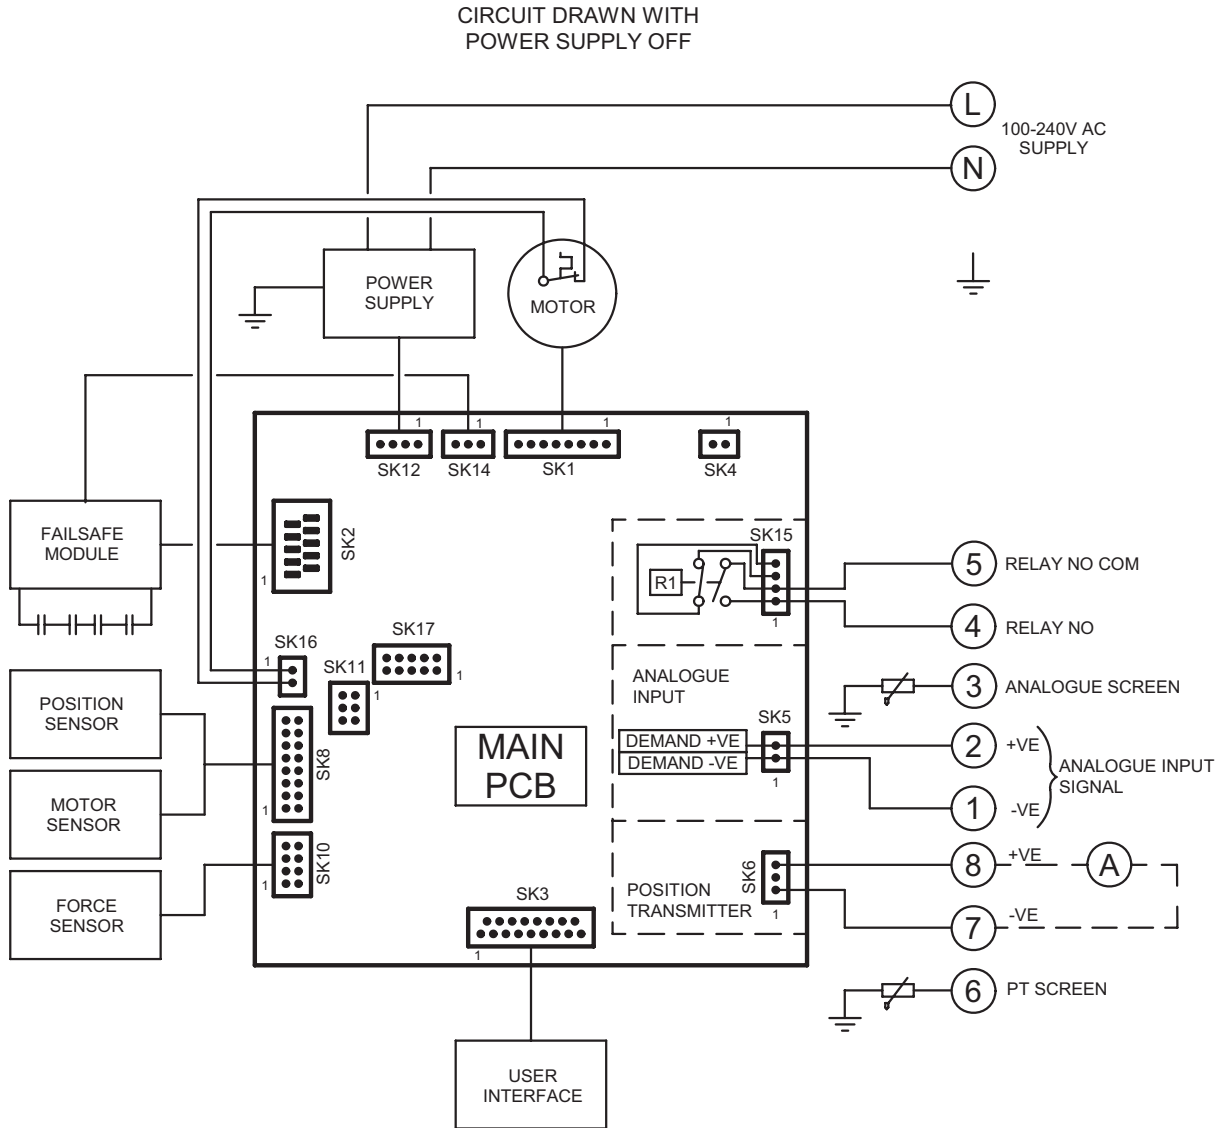 CIRCUIT DRAWN WITH
POWER SUPPLY OFF
L
100-240V AC
SUPPLY
N
POWER
SUPPLY
MOTOR
1
1
1
1
SK12
SK14
SK1
SK4
FAILSAFE
MODULE
SK2
1
SK15
R1
1
5
RELAY NO COM
4
RELAY NO
SK16
1
SK17
1
SK11
1
POSITION
SENSOR
ANALOGUE
INPUT
3
ANALOGUE SCREEN
SK5
DEMAND +VE
DEMAND -VE
1
2
+VE
ANALOGUE INPUT
SIGNAL
1
-VE
MAIN
PCB
SK8
1
MOTOR
SENSOR
SK10
1
FORCE
SENSOR
SK3
1
POSITION
TRANSMITTER
SK6
1
8
+VE
A
7
-VE
6
PT SCREEN
USER
INTERFACE